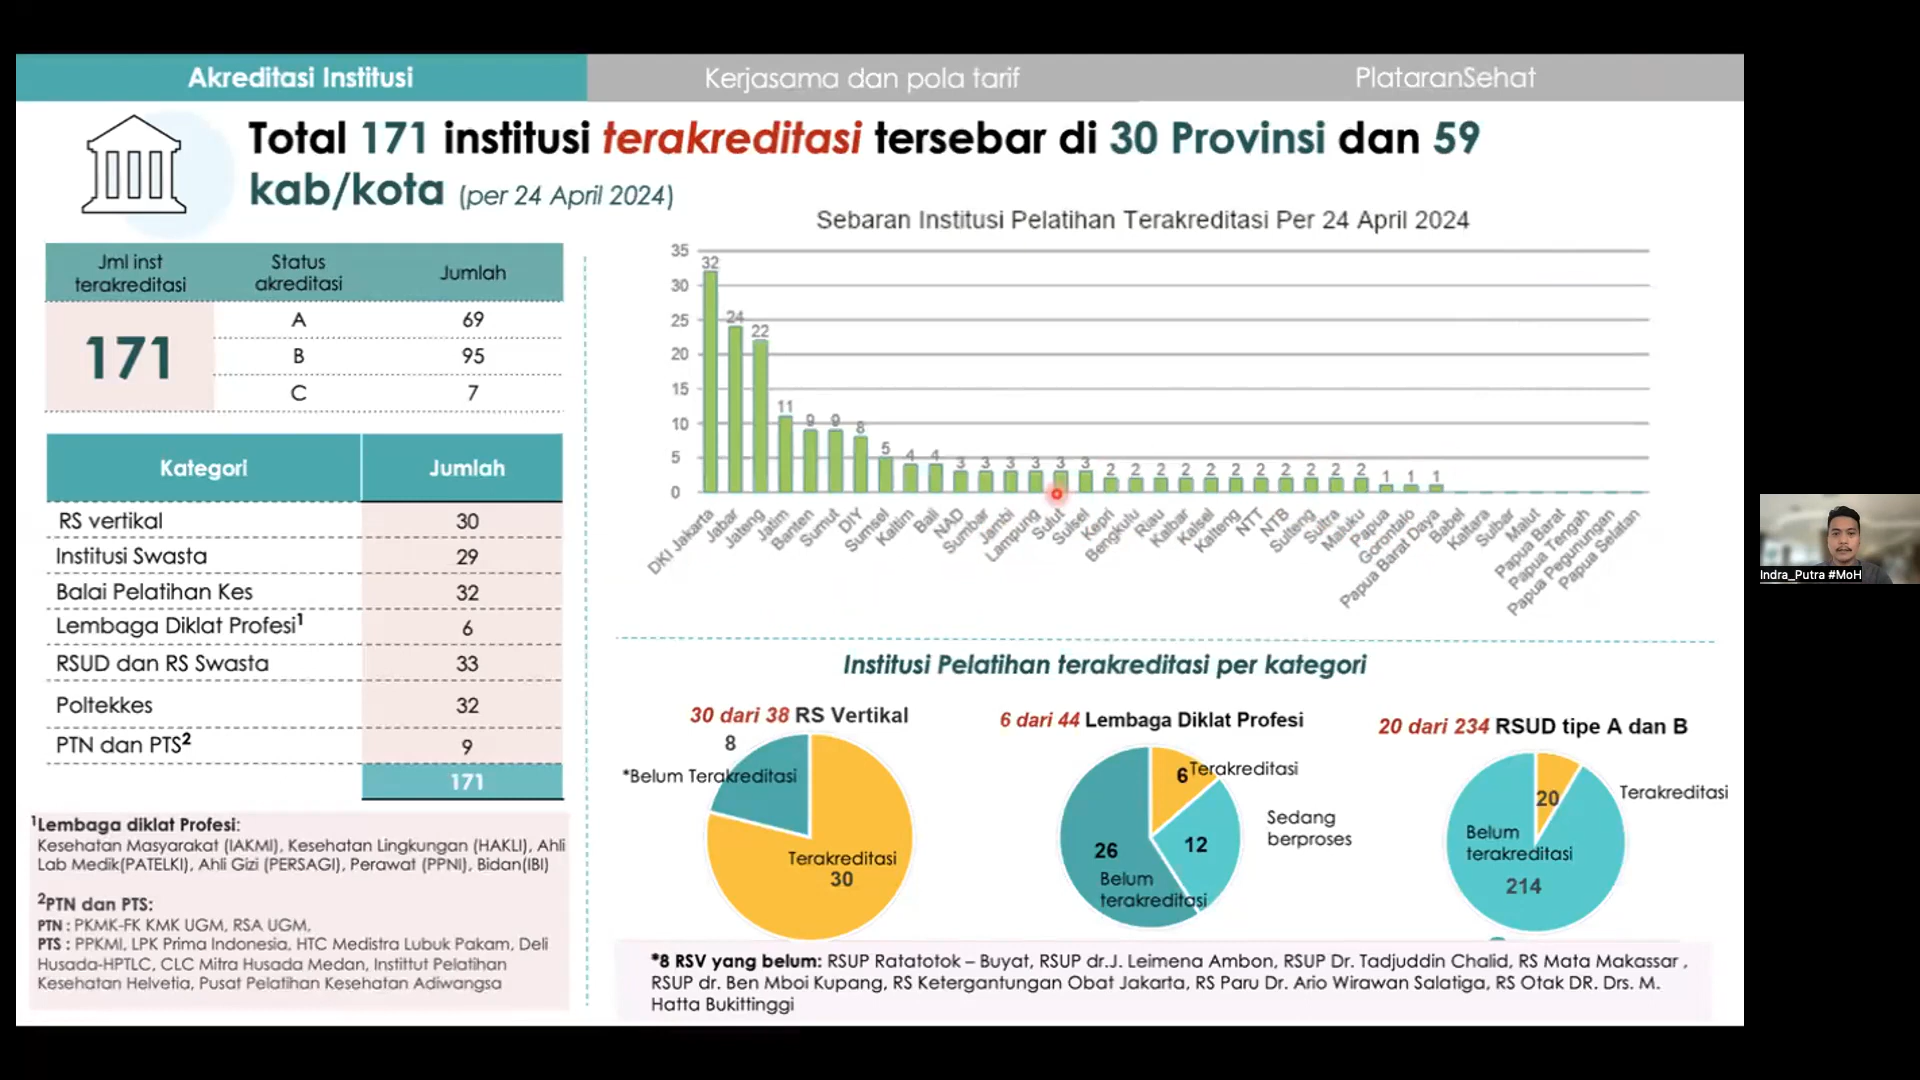 Akreditasi Institusi
Kerjasama dan pola tarif
PlataranSehat
Total 171 institusi terakreditasi tersebar di 30 Provinsi dan 59
kab/kota (per 24 April 2024)
Jml inst
terakreditasi
Status
akreditasi
Jumlah
171
A 69
B 95
C 7
Kategori Jumlah
RS vertikal 30
Institusi Swasta 29
Balai Pelatihan Kes 32
Lembaga Diklat Profesi¹ 6
RSUD dan RS Swasta 33
Poltekkes 32
PTN dan PTS² 9
171
¹Lembaga diklat Profesi:
Kesehatan Masyarakat (IAKMI), Kesehatan Lingkungan (HAKLI), Ahli
Lab Medik(PATELKI), Ahli Gizi (PERSAGI), Perawat (PPNI), Bidan(IBI)
²PTN dan PTS:
PTN : PKMK-FK KMK UGM, RSA UGM,
PTS : PPKMI, LPK Prima Indonesia, HTC Medistra Lubuk Pakam, Deli
Husada-HPTLC, CLC Mitra Husada Medan, Instittut Pelatihan
Kesehatan Helvetia, Pusat Pelatihan Kesehatan Adiwangsa
Sebaran Institusi Pelatihan Terakreditasi Per 24 April 2024
35
30
25
20
15
10
5
0
32 24 22 11 9 9 8 5 4 4 3 3 3 3 3 3 2 2 2 2 2 2 2 2 2 2 2 1 1 1
DKI Jakarta
Jabar
Jateng
Jatim
Banten
Sumut
DIY
Sumsel
Kaltim
Bali
NAD
Sumbar
Jambi
Lampung
Sulut
Sulsel
Kepri
Bengkulu
Riau
Kalbar
Kalsel
Kalteng
NTT
NTB
Sulteng
Sultra
Maluku
Papua
Gorontalo
Papua Barat Daya
Babel
Kaltara
Sulbar
Malut
Papua Barat
Papua Tengah
Papua Pegunungan
Papua Selatan
Institusi Pelatihan terakreditasi per kategori
30 dari 38 RS Vertikal
8
*Belum Terakreditasi
Terakreditasi
30
6 dari 44 Lembaga Diklat Profesi
6 Terakreditasi
Sedang
berproses
12
26
Belum
terakreditasi
20 dari 234 RSUD tipe A dan B
20
Terakreditasi
Belum
terakreditasi
214
*8 RSV yang belum: RSUP Ratatotok – Buyat, RSUP dr.J. Leimena Ambon, RSUP Dr. Tadjuddin Chalid, RS Mata Makassar ,
RSUP dr. Ben Mboi Kupang, RS Ketergantungan Obat Jakarta, RS Paru Dr. Ario Wirawan Salatiga, RS Otak DR. Drs. M.
Hatta Bukittinggi
Indra_Putra #MoH